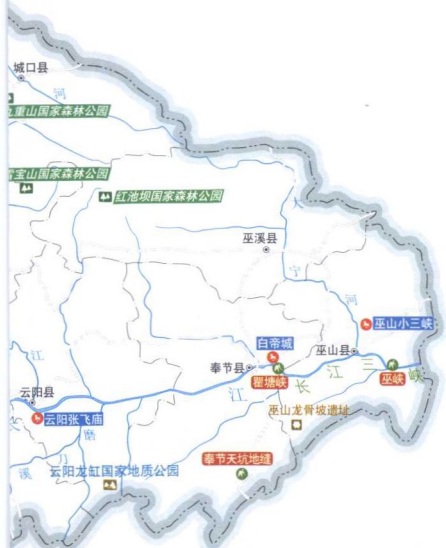 城口县
河
重山国家森林公园
宝山国家森林公园
红池坝国家森林公园
大
巫溪县
宁
河
巫山小三峡
白帝城
江
奉节县
巫山县
瞿塘峡
长 江 三 峡
巫峡
云阳县
江
云阳张飞庙
巫山龙骨坡遗址
磨
刀
溪
云阳龙缸国家地质公园
奉节天坑地缝